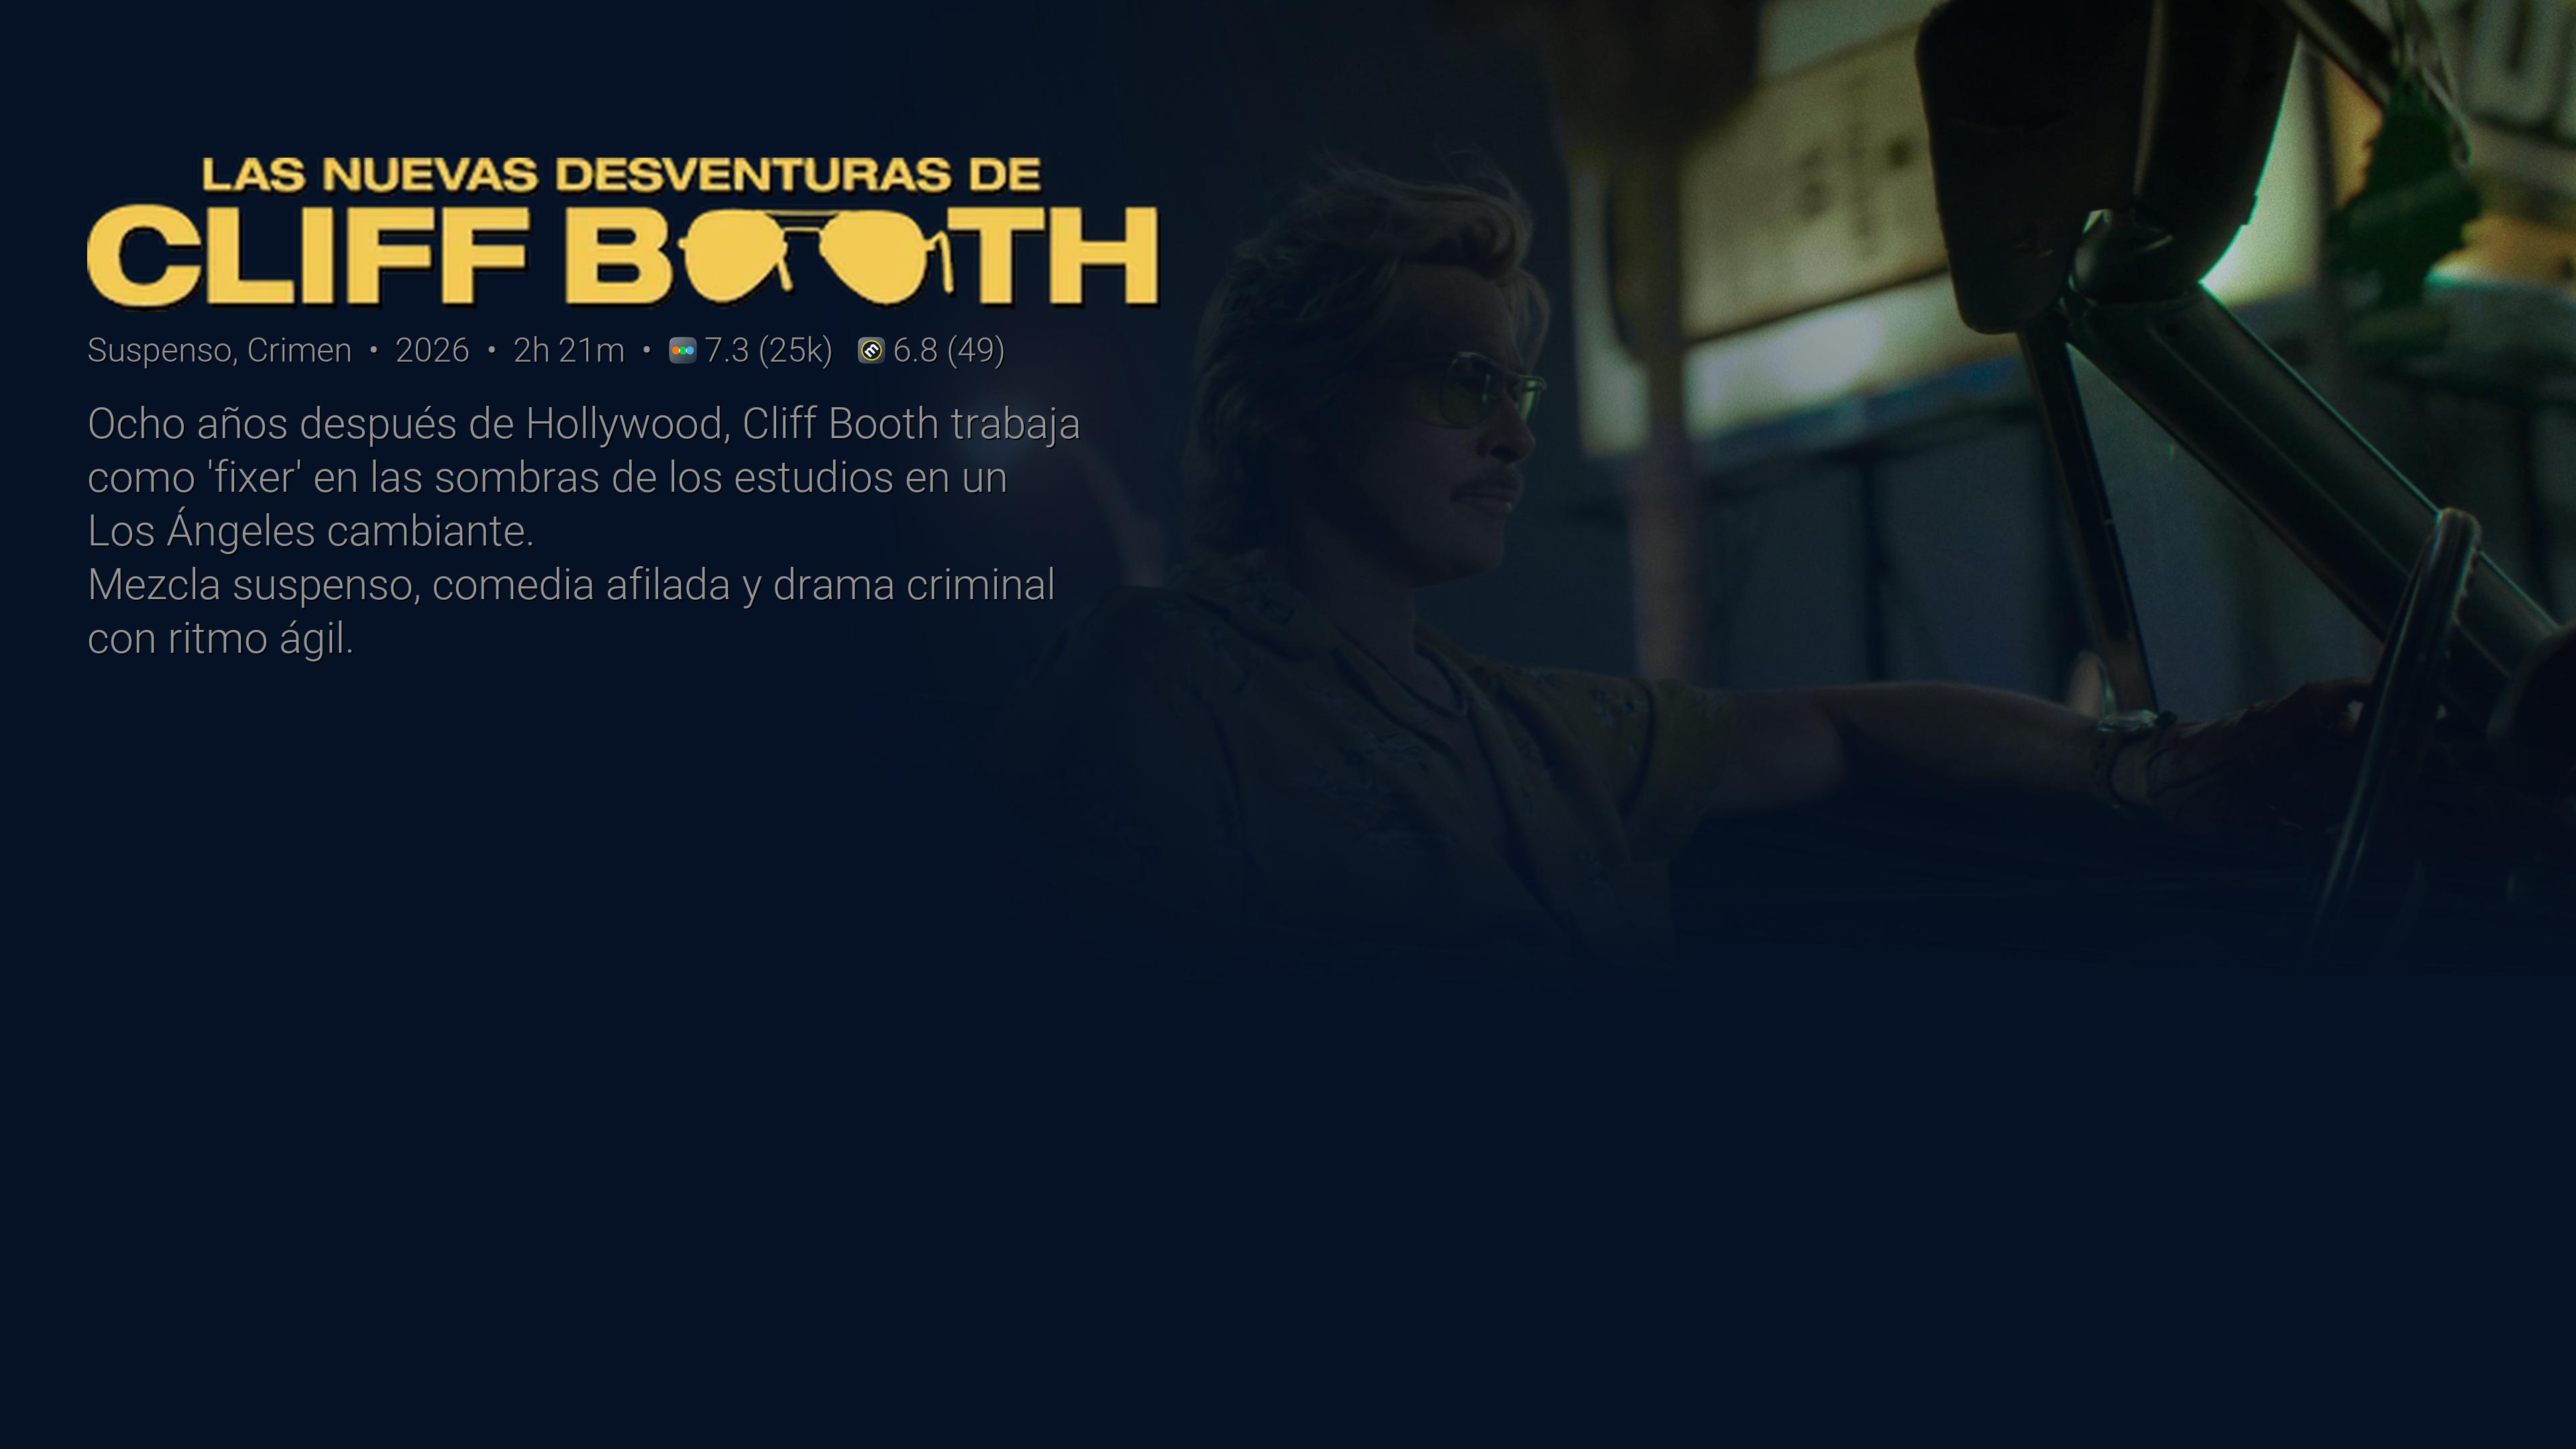 LAS NUEVAS DESVENTURAS DE
CLIFF BOOTH
Suspenso, Crimen • 2026 • 2h 21m • 7.3 (25k) 6.8 (49)
Ocho años después de Hollywood, Cliff Booth trabaja
como 'fixer' en las sombras de los estudios en un
Los Ángeles cambiante.
Mezcla suspenso, comedia afilada y drama criminal
con ritmo ágil.